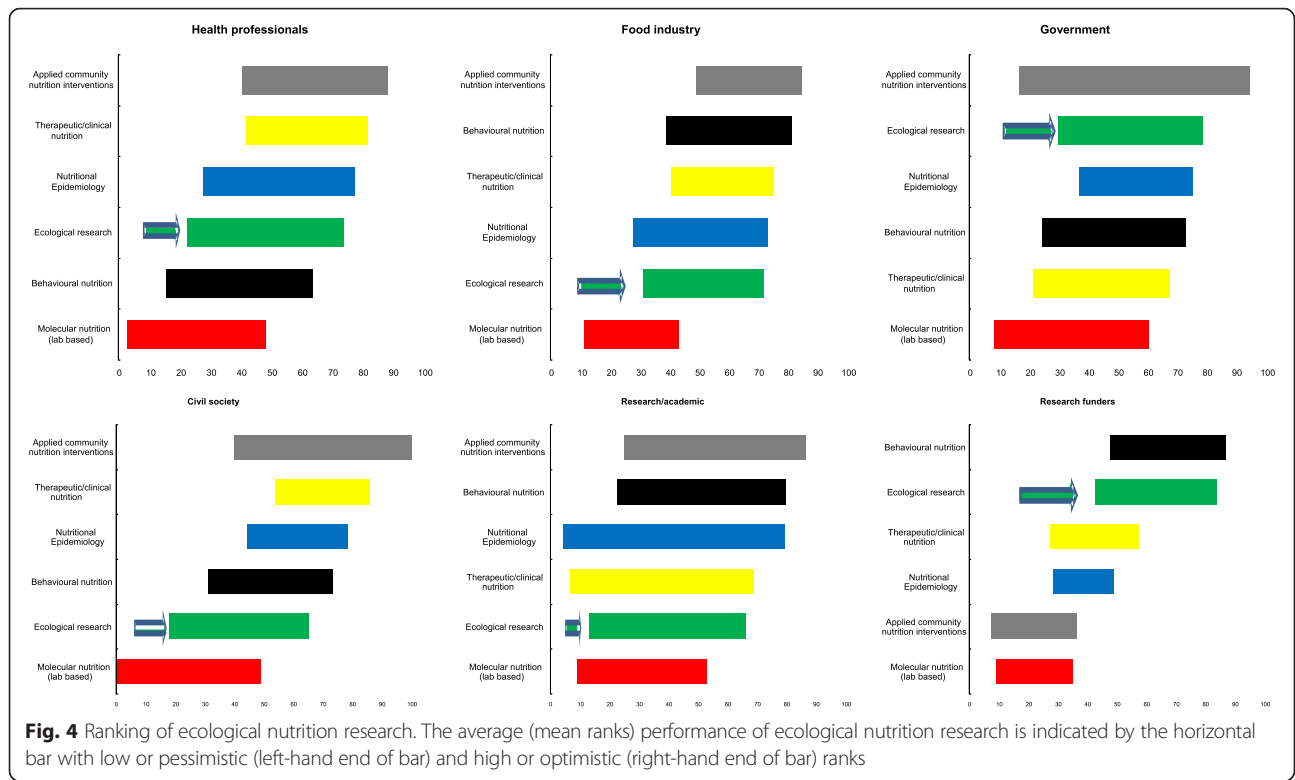 Health professionals
Applied community
nutrition interventions
Therapeutic/clinical
nutrition
Nutritional
Epidemiology
Ecological research
Behavioural nutrition
Molecular nutrition
(lab based)
0 10 20 30 40 50 60 70 80 90 100
Food industry
Applied community
nutrition interventions
Behavioural nutrition
Therapeutic/clinical
nutrition
Nutritional
Epidemiology
Ecological research
Molecular nutrition
(lab based)
0 10 20 30 40 50 60 70 80 90 100
Government
Applied community
nutrition interventions
Ecological research
Nutritional
Epidemiology
Behavioural nutrition
Therapeutic/clinical
nutrition
Molecular nutrition
(lab based)
0 10 20 30 40 50 60 70 80 90 100
Civil society
Applied community
nutrition interventions
Therapeutic/clinical
nutrition
Nutritional
Epidemiology
Behavioural nutrition
Ecological research
Molecular nutrition
(lab based)
0 10 20 30 40 50 60 70 80 90 100
Research/academic
Applied community
nutrition interventions
Behavioural nutrition
Nutritional
Epidemiology
Therapeutic/clinical
nutrition
Ecological research
Molecular nutrition
(lab based)
0 10 20 30 40 50 60 70 80 90 100
Research funders
Behavioural nutrition
Ecological research
Therapeutic/clinical
nutrition
Nutritional
Epidemiology
Applied community
nutrition interventions
Molecular nutrition
(lab based)
0 10 20 30 40 50 60 70 80 90 100
Fig. 4 Ranking of ecological nutrition research. The average (mean ranks) performance of ecological nutrition research is indicated by the horizontal
bar with low or pessimistic (left-hand end of bar) and high or optimistic (right-hand end of bar) ranks